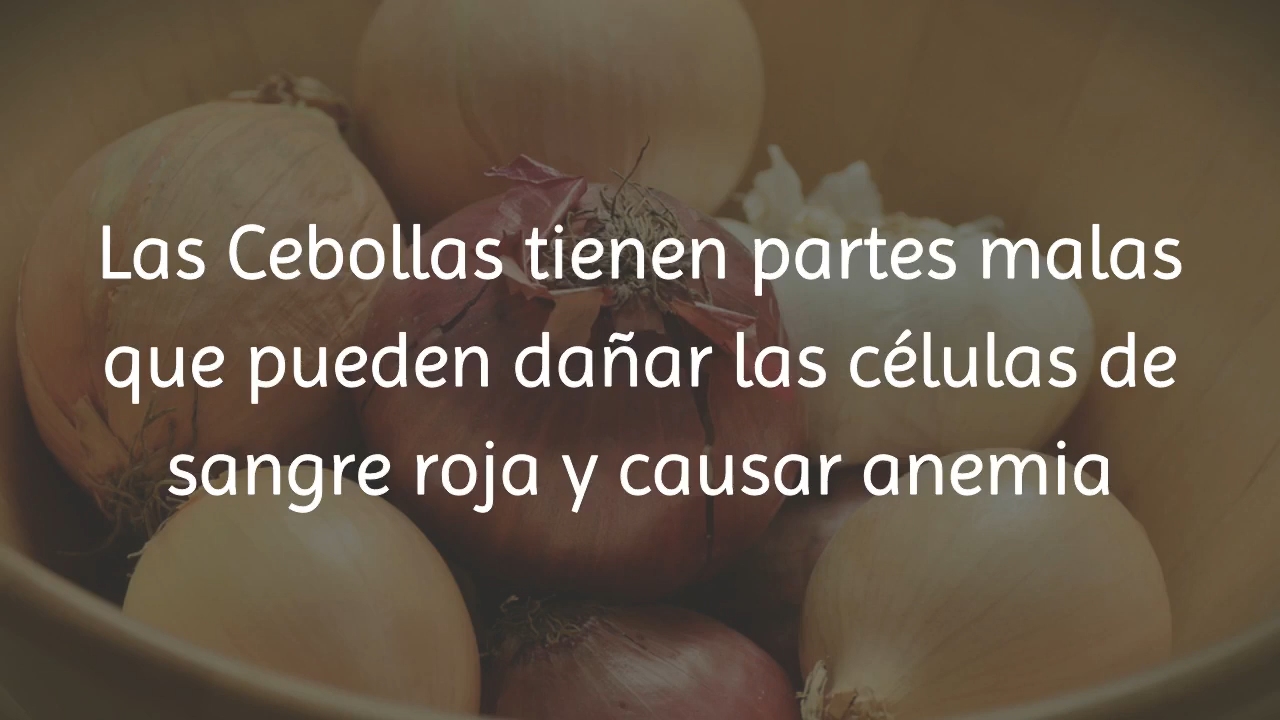 Las Cebollas tienen partes malas
que pueden dañar las células de
sangre roja y causar anemia